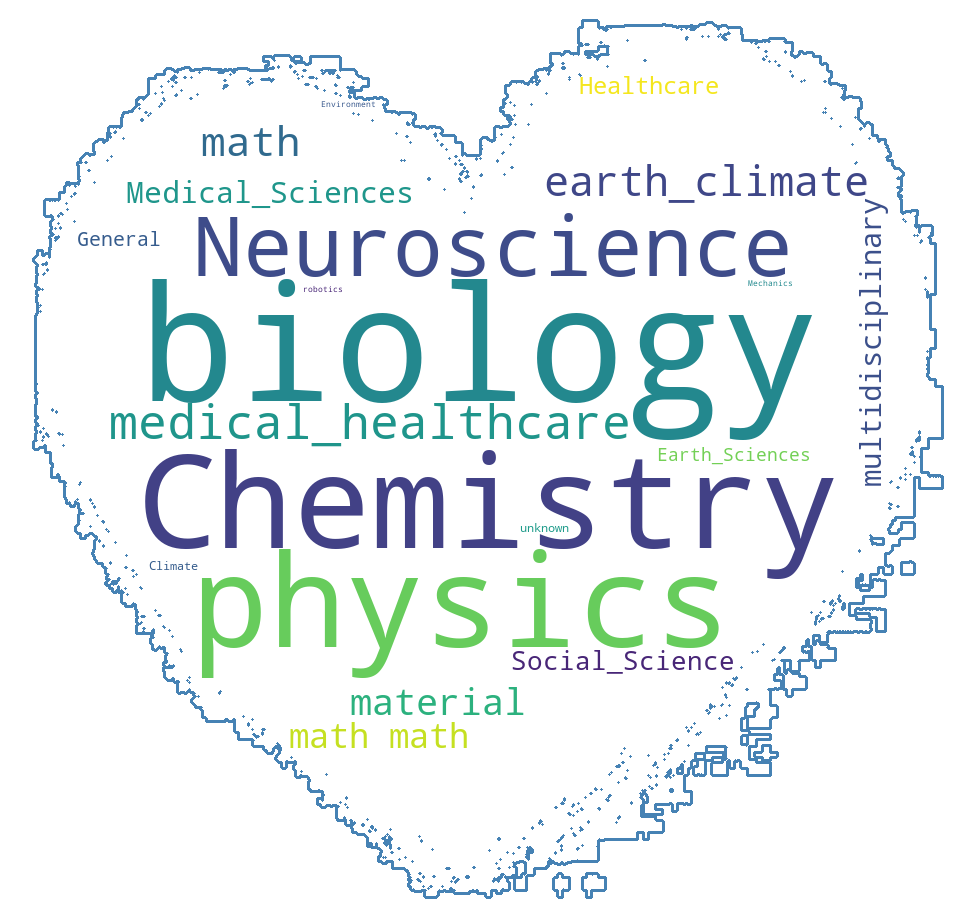 Healthcare
Environment
math
earth_climate
Medical_Sciences
multidisciplinary
General
Neuroscience
robotics
Mechanics
biology
medical_healthcare
Earth_Sciences
Chemistry
unknown
Climate
physics
Social_Science
material
math math